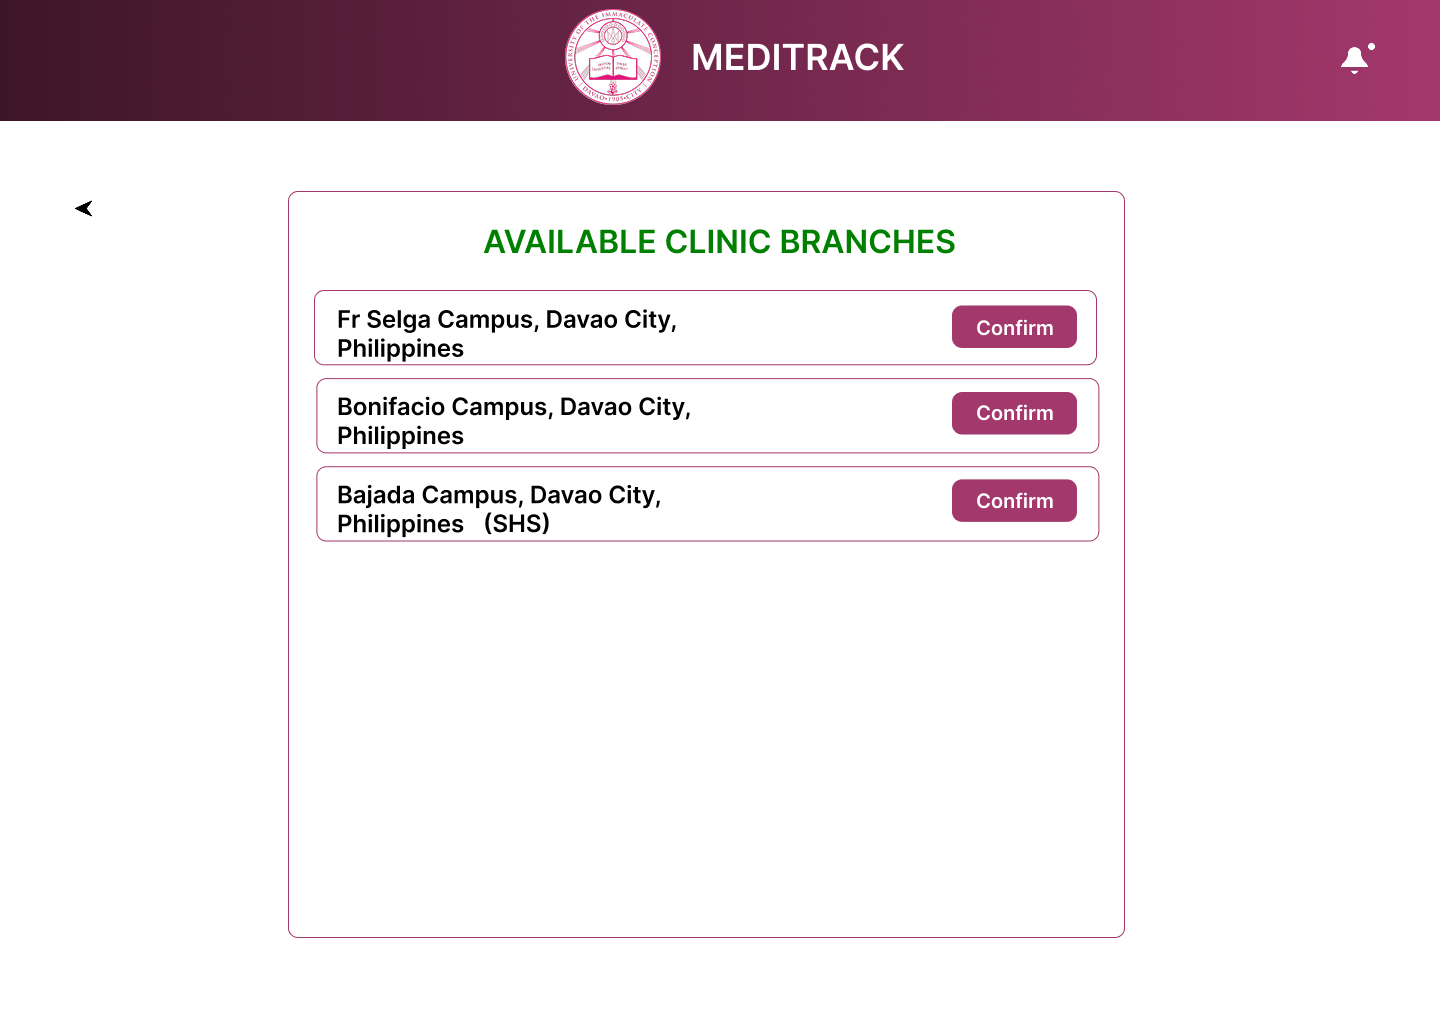 UNIVERSITY OF THE IMMACULATE CONCEPTION
DAVAO • 1905 • CITY
MEDITRACK
AVAILABLE CLINIC BRANCHES
Fr Selga Campus, Davao City,
Philippines
Confirm
Bonifacio Campus, Davao City,
Philippines
Confirm
Bajada Campus, Davao City,
Philippines (SHS)
Confirm